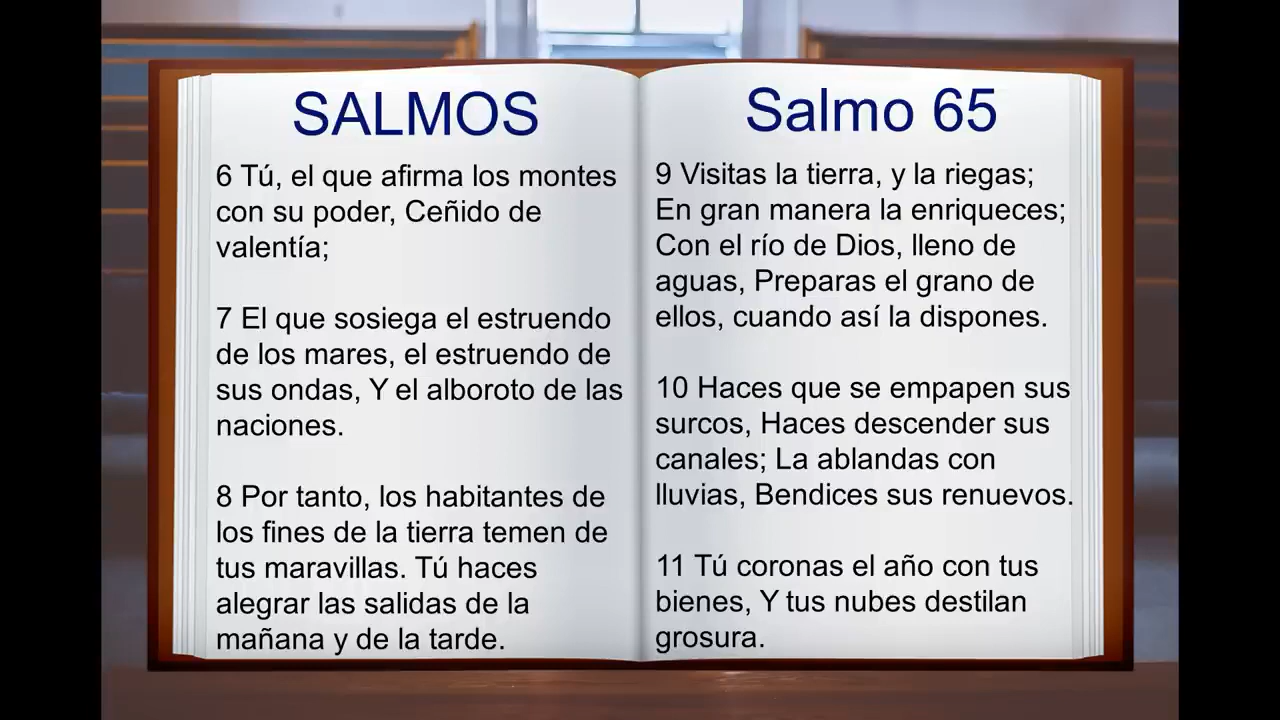 SALMOS
6 Tú, el que afirma los montes
con su poder, Ceñido de
valentía;
7 El que sosiega el estruendo
de los mares, el estruendo de
sus ondas, Y el alboroto de las
naciones.
8 Por tanto, los habitantes de
los fines de la tierra temen de
tus maravillas. Tú haces
alegrar las salidas de la
mañana y de la tarde.
Salmo 65
9 Visitas la tierra, y la riegas;
En gran manera la enriqueces;
Con el río de Dios, lleno de
aguas, Preparas el grano de
ellos, cuando así la dispones.
10 Haces que se empapen sus
surcos, Haces descender sus
canales; La ablandas con
lluvias, Bendices sus renuevos.
11 Tú coronas el año con tus
bienes, Y tus nubes destilan
grosura.